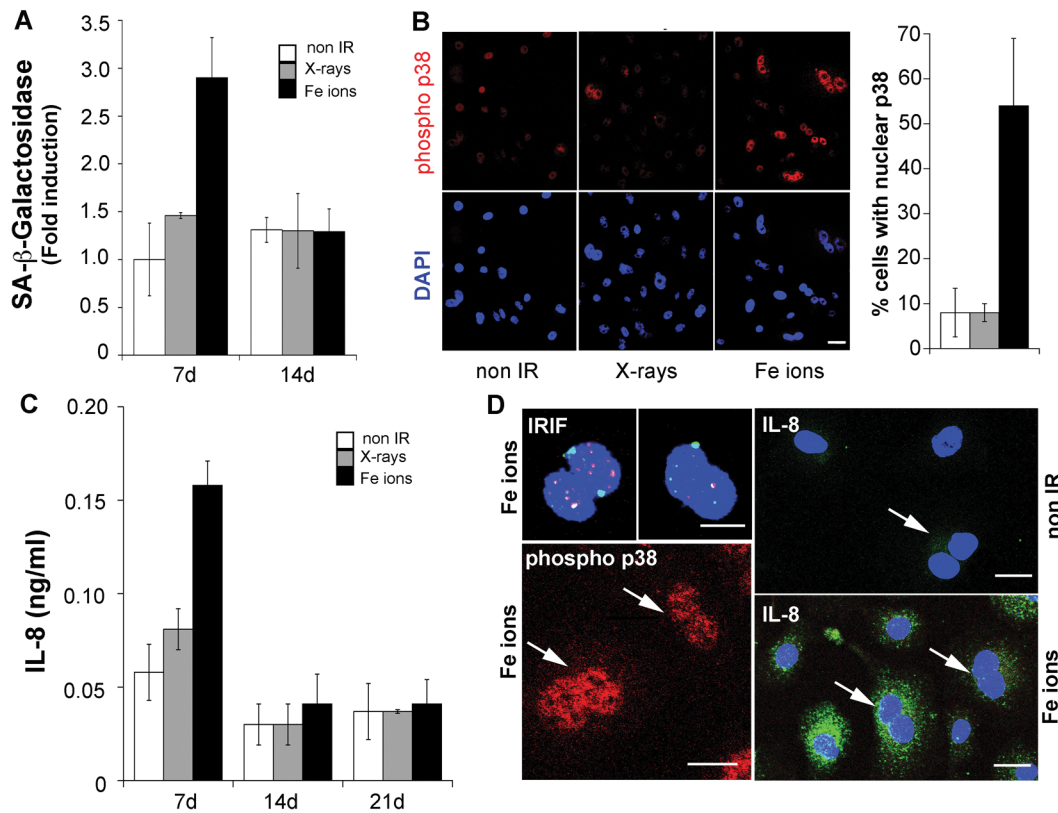 A
SA-β-Galactosidase
(Fold induction)
3.5
3.0
2.5
2.0
1.5
1.0
0.5
0
non IR
X-rays
Fe ions
7d
14d
B
phospho p38
DAPI
non IR
X-rays
Fe ions
% cells with nuclear p38
70
60
50
40
30
20
10
0
C
IL-8 (ng/ml)
0.20
0.15
0.10
0.05
0
non IR
X-rays
Fe ions
7d
14d
21d
D
Fe ions
IRIF
IL-8
non IR
Fe ions
phospho p38
IL-8
Fe ions